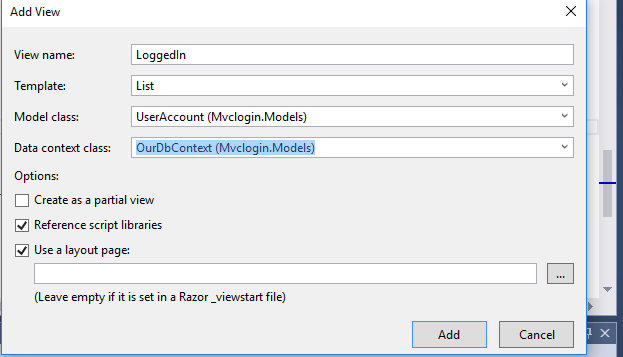 Add View
View name: LoggedIn
Template: List
Model class: UserAccount (Mvclogin.Models)
Data context class: OurDbContext (Mvclogin.Models)
Options:
Create as a partial view
Reference script libraries
Use a layout page:
...
(Leave empty if it is set in a Razor _viewstart file)
Add Cancel